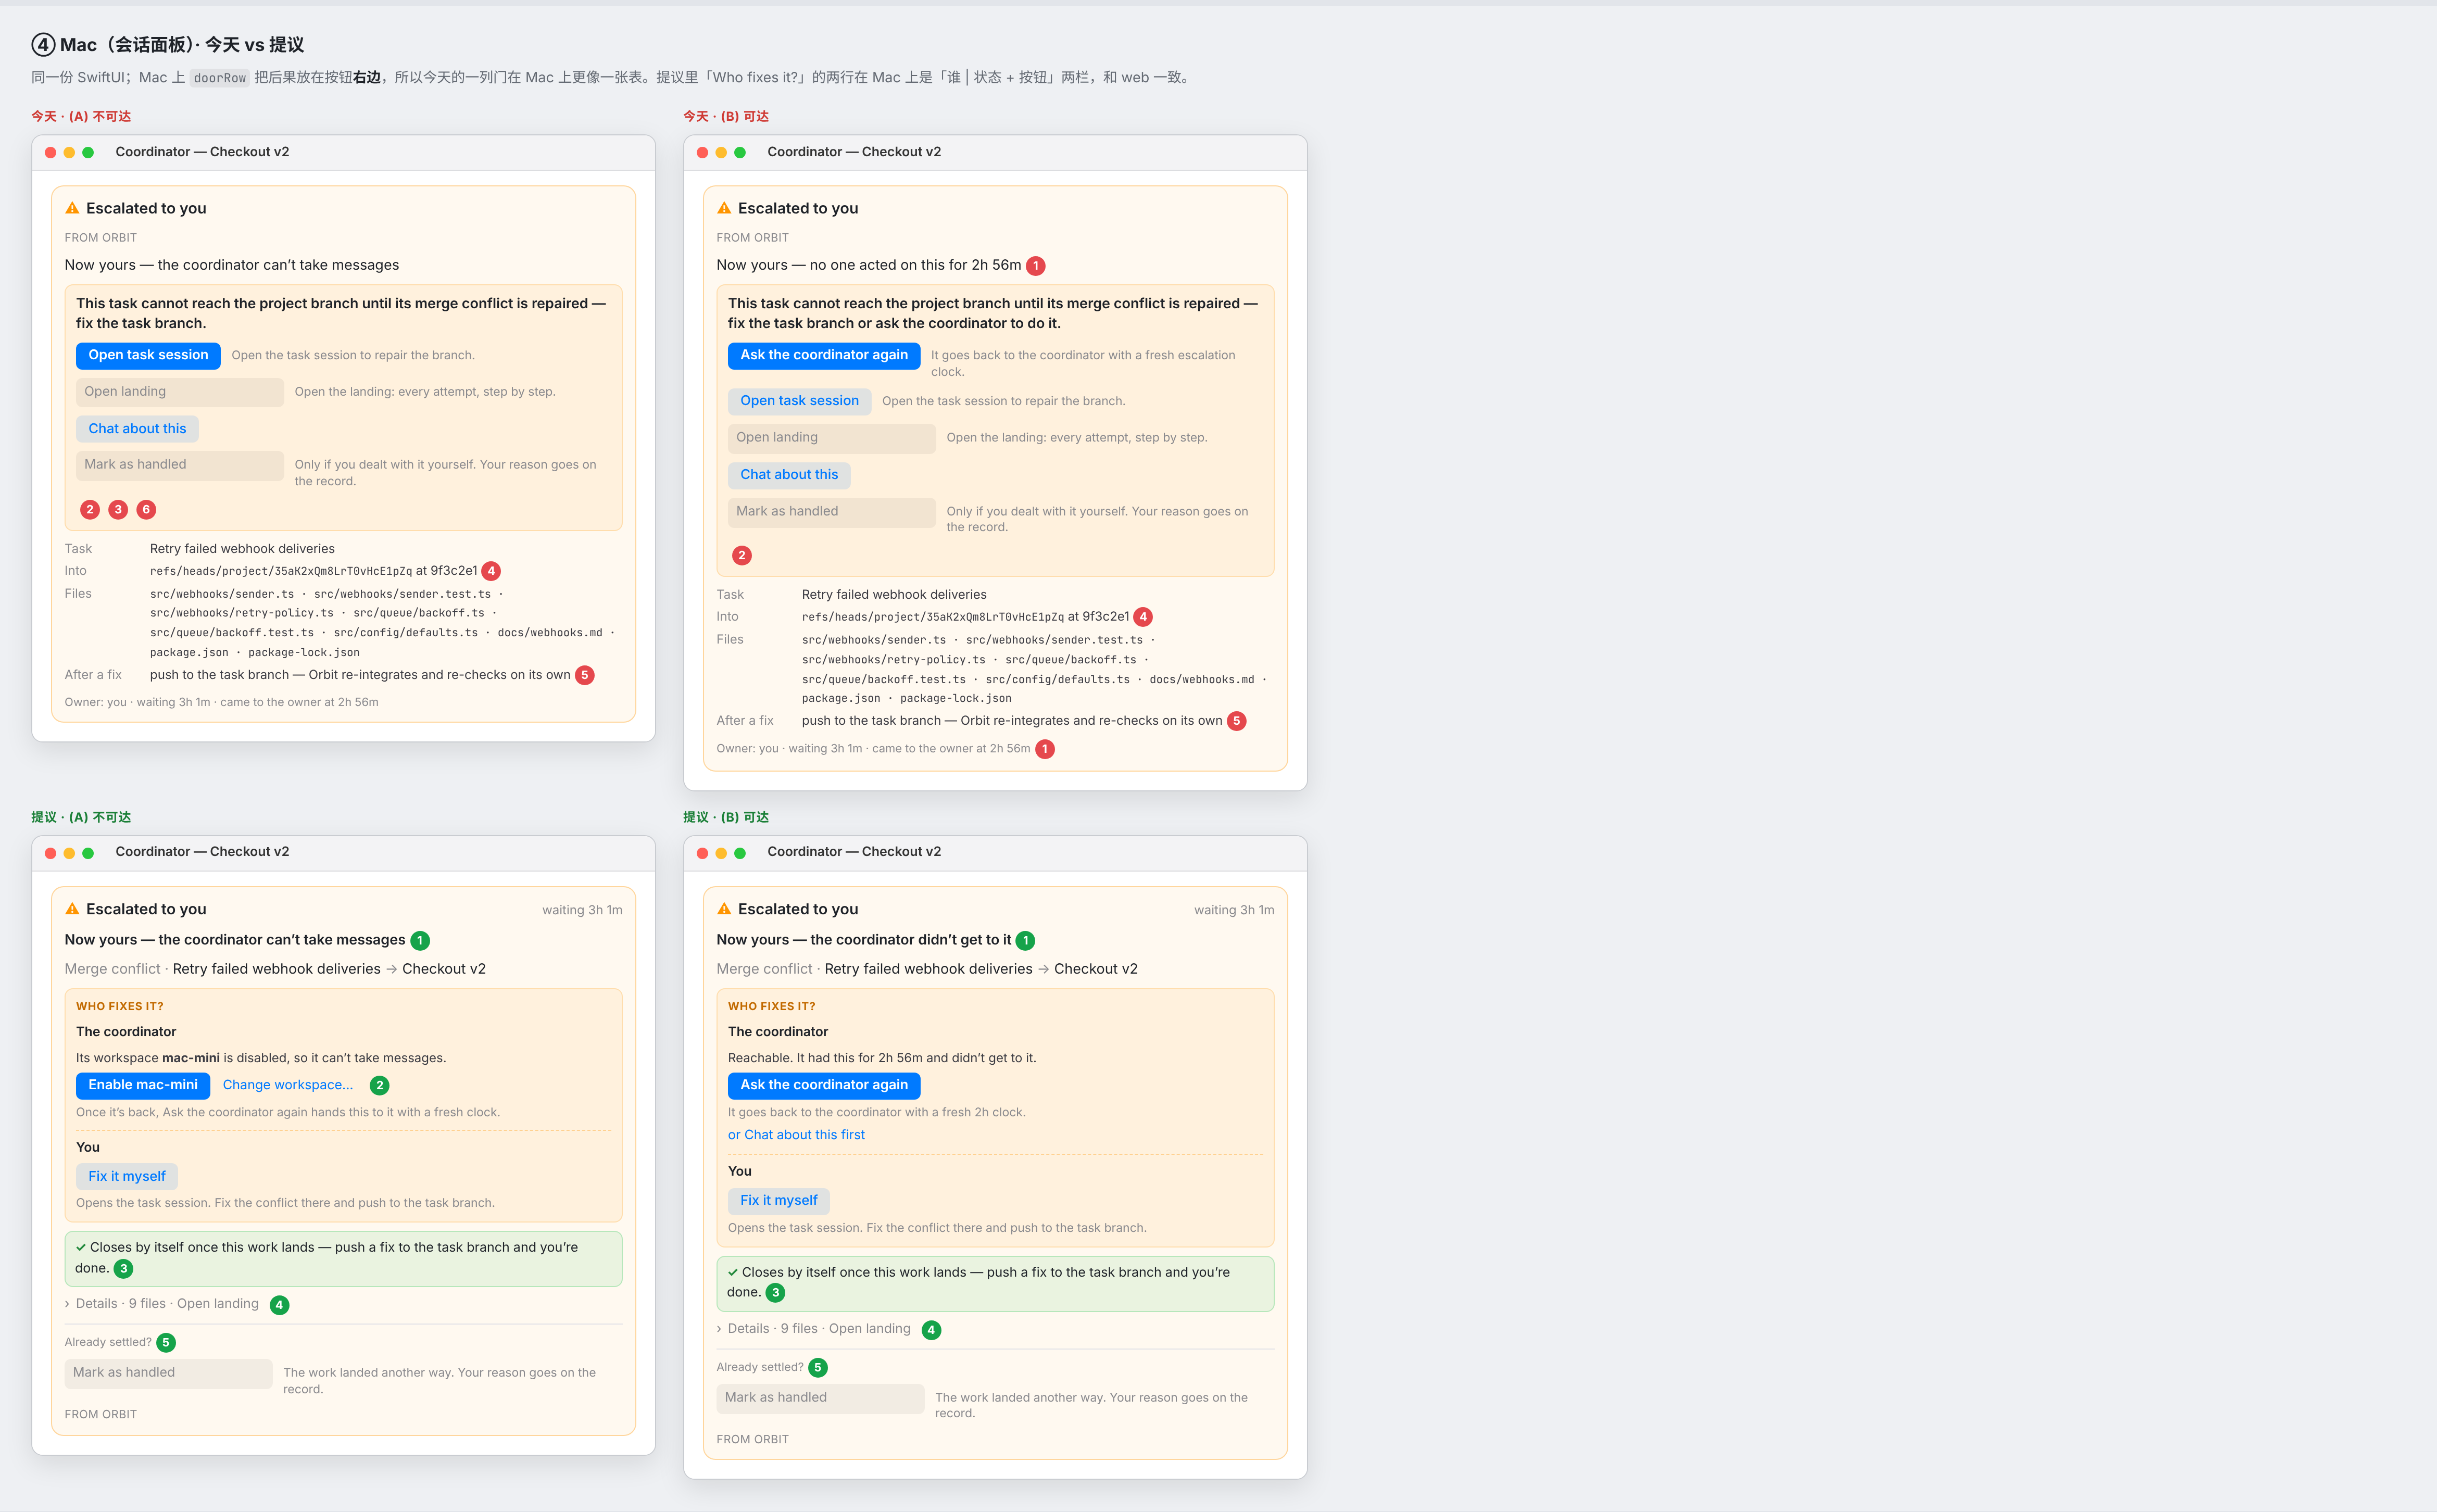 ④ Mac（会话面板）· 今天 vs 提议
同一份 SwiftUI；Mac 上 doorRow 把后果放在按钮右边，所以今天的一列门在 Mac 上更像一张表。提议里「Who fixes it?」的两行在 Mac 上是「谁 | 状态 + 按钮」两栏，和 web 一致。
今天 · (A) 不可达
Coordinator — Checkout v2
Escalated to you
FROM ORBIT
Now yours — the coordinator can’t take messages
This task cannot reach the project branch until its merge conflict is repaired —
fix the task branch.
Open task session Open the task session to repair the branch.
Open landing Open the landing: every attempt, step by step.
Chat about this
Mark as handled Only if you dealt with it yourself. Your reason goes on
the record.
2 3 6
Task Retry failed webhook deliveries
Into refs/heads/project/35aK2xQm8LrT0vHcE1pZq at 9f3c2e1 4
Files src/webhooks/sender.ts · src/webhooks/sender.test.ts ·
src/webhooks/retry-policy.ts · src/queue/backoff.ts ·
src/queue/backoff.test.ts · src/config/defaults.ts · docs/webhooks.md ·
package.json · package-lock.json
After a fix push to the task branch — Orbit re-integrates and re-checks on its own 5
Owner: you · waiting 3h 1m · came to the owner at 2h 56m
今天 · (B) 可达
Coordinator — Checkout v2
Escalated to you
FROM ORBIT
Now yours — no one acted on this for 2h 56m 1
This task cannot reach the project branch until its merge conflict is repaired —
fix the task branch or ask the coordinator to do it.
Ask the coordinator again It goes back to the coordinator with a fresh escalation
clock.
Open task session Open the task session to repair the branch.
Open landing Open the landing: every attempt, step by step.
Chat about this
Mark as handled Only if you dealt with it yourself. Your reason goes on
the record.
2
Task Retry failed webhook deliveries
Into refs/heads/project/35aK2xQm8LrT0vHcE1pZq at 9f3c2e1 4
Files src/webhooks/sender.ts · src/webhooks/sender.test.ts ·
src/webhooks/retry-policy.ts · src/queue/backoff.ts ·
src/queue/backoff.test.ts · src/config/defaults.ts · docs/webhooks.md ·
package.json · package-lock.json
After a fix push to the task branch — Orbit re-integrates and re-checks on its own 5
Owner: you · waiting 3h 1m · came to the owner at 2h 56m 1
提议 · (A) 不可达
Coordinator — Checkout v2
Escalated to you waiting 3h 1m
Now yours — the coordinator can’t take messages 1
Merge conflict · Retry failed webhook deliveries → Checkout v2
WHO FIXES IT?
The coordinator
Its workspace mac-mini is disabled, so it can’t take messages.
Enable mac-mini Change workspace… 2
Once it’s back, Ask the coordinator again hands this to it with a fresh clock.
You
Fix it myself
Opens the task session. Fix the conflict there and push to the task branch.
✓ Closes by itself once this work lands — push a fix to the task branch and you’re
done. 3
› Details · 9 files · Open landing 4
Already settled? 5
Mark as handled The work landed another way. Your reason goes on the
record.
FROM ORBIT
提议 · (B) 可达
Coordinator — Checkout v2
Escalated to you waiting 3h 1m
Now yours — the coordinator didn’t get to it 1
Merge conflict · Retry failed webhook deliveries → Checkout v2
WHO FIXES IT?
The coordinator
Reachable. It had this for 2h 56m and didn’t get to it.
Ask the coordinator again
It goes back to the coordinator with a fresh 2h clock.
or Chat about this first
You
Fix it myself
Opens the task session. Fix the conflict there and push to the task branch.
✓ Closes by itself once this work lands — push a fix to the task branch and you’re
done. 3
› Details · 9 files · Open landing 4
Already settled? 5
Mark as handled The work landed another way. Your reason goes on the
record.
FROM ORBIT